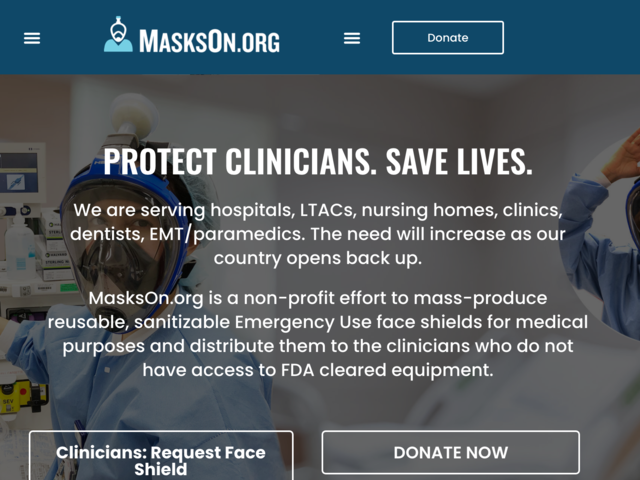 MasksOn.org
Donate
PROTECT CLINICIANS. SAVE LIVES.
We are serving hospitals, LTACs, nursing homes, clinics,
dentists, EMT/paramedics. The need will increase as our
country opens back up.
MasksOn.org is a non-profit effort to mass-produce
reusable, sanitizable Emergency Use face shields for medical
purposes and distribute them to the clinicians who do not
have access to FDA cleared equipment.
Clinicians: Request Face
Shield
DONATE NOW